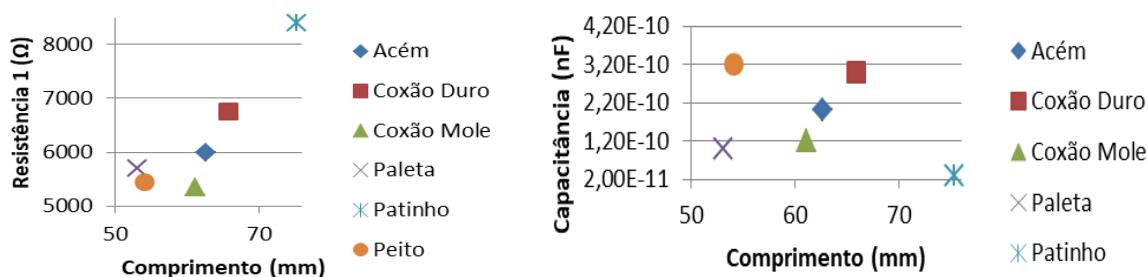 Resistência 1 (Ω)
8000
7000
6000
5000
50
70
Comprimento (mm)
Acém
Coxão Duro
Coxão Mole
Paleta
Patinho
Peito
Capacitância (nF)
4,20E-10
3,20E-10
2,20E-10
1,20E-10
2,00E-11
50
60
70
Comprimento (mm)
Acém
Coxão Duro
Coxão Mole
Paleta
Patinho